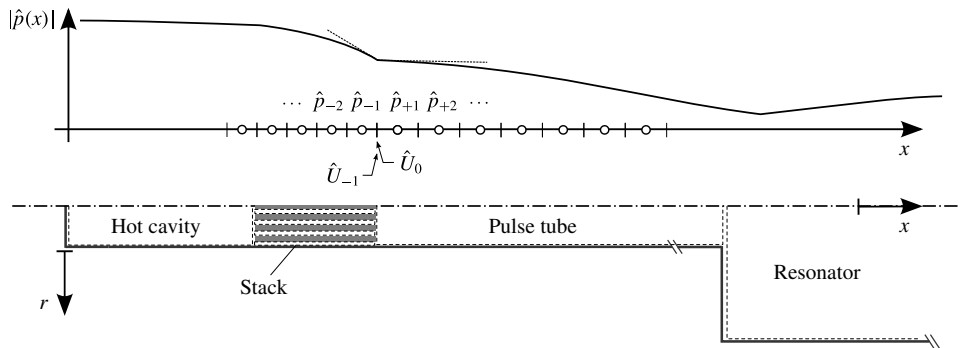 |p̂(x)|
··· p̂₋₂ p̂₋₁ p̂₊₁ p̂₊₂ ···
x
Û₋₁ Û₀
Hot cavity
Pulse tube
x
Stack
Resonator
r